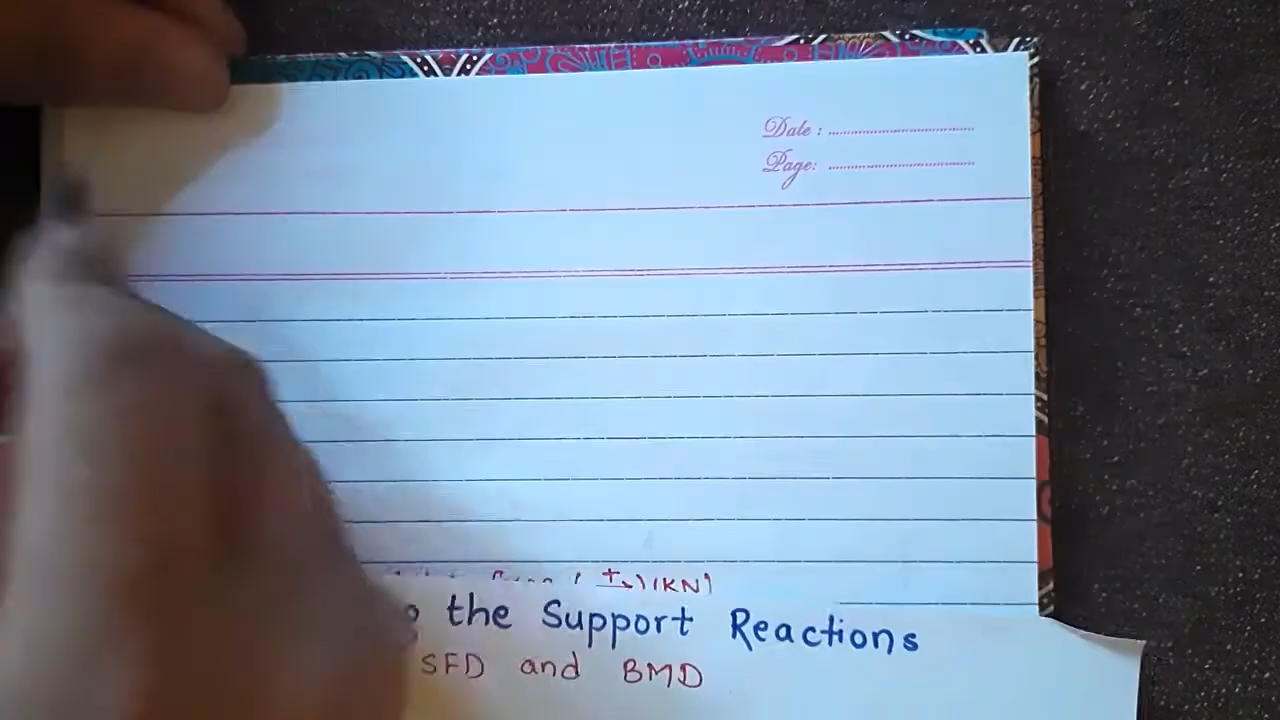 Date :
Page:
the Support Reactions
SFD and BMD